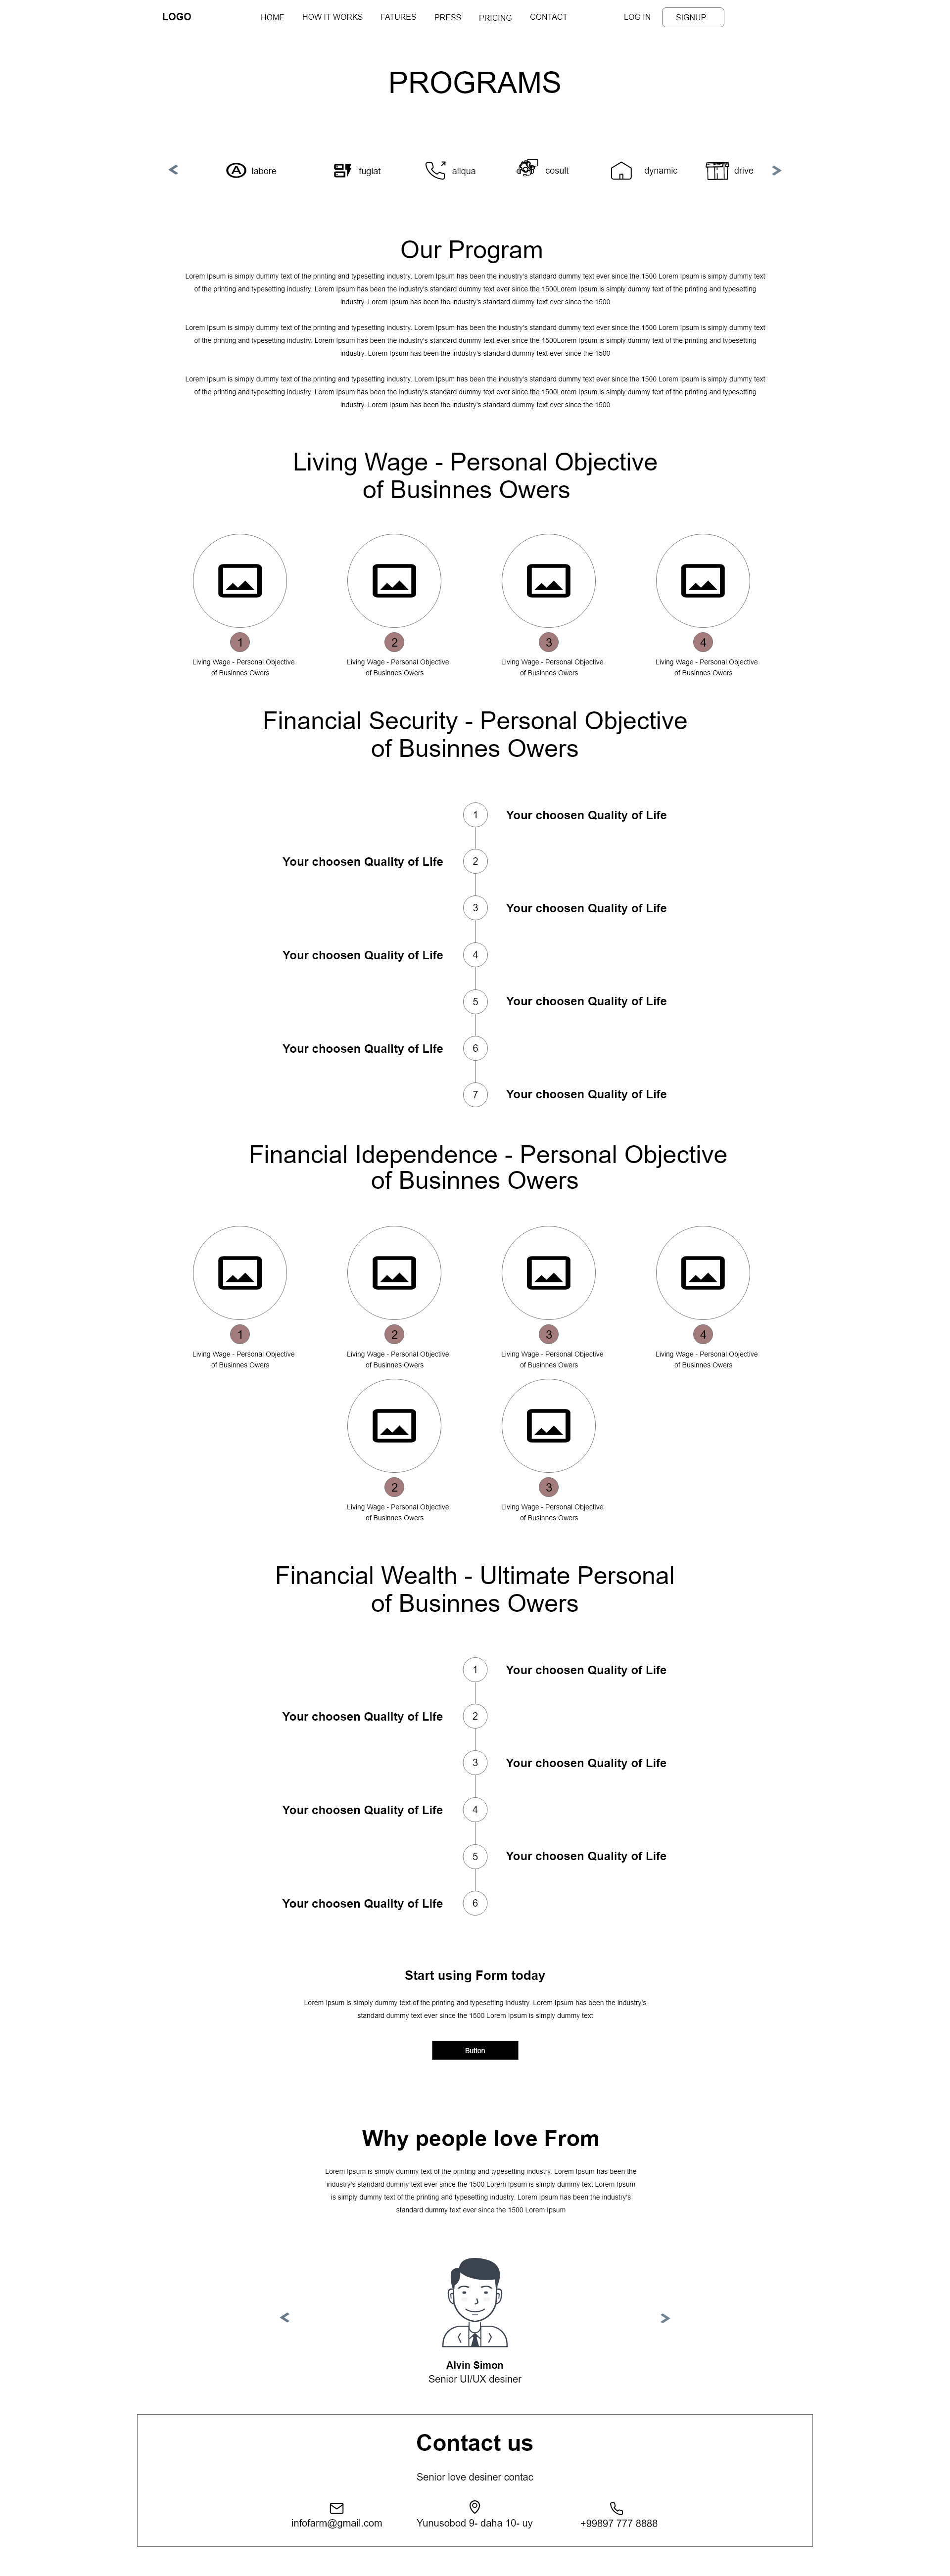 LOGO HOME HOW IT WORKS FATURES PRESS PRICING CONTACT LOG IN SIGNUP
PROGRAMS
< labore fugiat aliqua cosult dynamic drive >
Our Program
Lorem Ipsum is simply dummy text of the printing and typesetting industry. Lorem Ipsum has been the industry's standard dummy text ever since the 1500 Lorem Ipsum is simply dummy text
of the printing and typesetting industry. Lorem Ipsum has been the industry's standard dummy text ever since the 1500Lorem Ipsum is simply dummy text of the printing and typesetting
industry. Lorem Ipsum has been the industry's standard dummy text ever since the 1500
Lorem Ipsum is simply dummy text of the printing and typesetting industry. Lorem Ipsum has been the industry's standard dummy text ever since the 1500 Lorem Ipsum is simply dummy text
of the printing and typesetting industry. Lorem Ipsum has been the industry's standard dummy text ever since the 1500Lorem Ipsum is simply dummy text of the printing and typesetting
industry. Lorem Ipsum has been the industry's standard dummy text ever since the 1500
Lorem Ipsum is simply dummy text of the printing and typesetting industry. Lorem Ipsum has been the industry's standard dummy text ever since the 1500 Lorem Ipsum is simply dummy text
of the printing and typesetting industry. Lorem Ipsum has been the industry's standard dummy text ever since the 1500Lorem Ipsum is simply dummy text of the printing and typesetting
industry. Lorem Ipsum has been the industry's standard dummy text ever since the 1500
Living Wage - Personal Objective
of Businnes Owers
1
Living Wage - Personal Objective
of Businnes Owers
2
Living Wage - Personal Objective
of Businnes Owers
3
Living Wage - Personal Objective
of Businnes Owers
4
Living Wage - Personal Objective
of Businnes Owers
Financial Security - Personal Objective
of Businnes Owers
1 Your choosen Quality of Life
Your choosen Quality of Life 2
3 Your choosen Quality of Life
Your choosen Quality of Life 4
5 Your choosen Quality of Life
Your choosen Quality of Life 6
7 Your choosen Quality of Life
Financial Idependence - Personal Objective
of Businnes Owers
1
Living Wage - Personal Objective
of Businnes Owers
2
Living Wage - Personal Objective
of Businnes Owers
3
Living Wage - Personal Objective
of Businnes Owers
4
Living Wage - Personal Objective
of Businnes Owers
2
Living Wage - Personal Objective
of Businnes Owers
3
Living Wage - Personal Objective
of Businnes Owers
Financial Wealth - Ultimate Personal
of Businnes Owers
1 Your choosen Quality of Life
Your choosen Quality of Life 2
3 Your choosen Quality of Life
Your choosen Quality of Life 4
5 Your choosen Quality of Life
Your choosen Quality of Life 6
Start using Form today
Lorem Ipsum is simply dummy text of the printing and typesetting industry. Lorem Ipsum has been the industry's
standard dummy text ever since the 1500 Lorem Ipsum is simply dummy text
Button
Why people love From
Lorem Ipsum is simply dummy text of the printing and typesetting industry. Lorem Ipsum has been the
industry's standard dummy text ever since the 1500 Lorem Ipsum is simply dummy text Lorem Ipsum
is simply dummy text of the printing and typesetting industry. Lorem Ipsum has been the industry's
standard dummy text ever since the 1500 Lorem Ipsum
< >
Alvin Simon
Senior UI/UX desiner
Contact us
Senior love desiner contac
infofarm@gmail.com
Yunusobod 9- daha 10- uy
+99897 777 8888